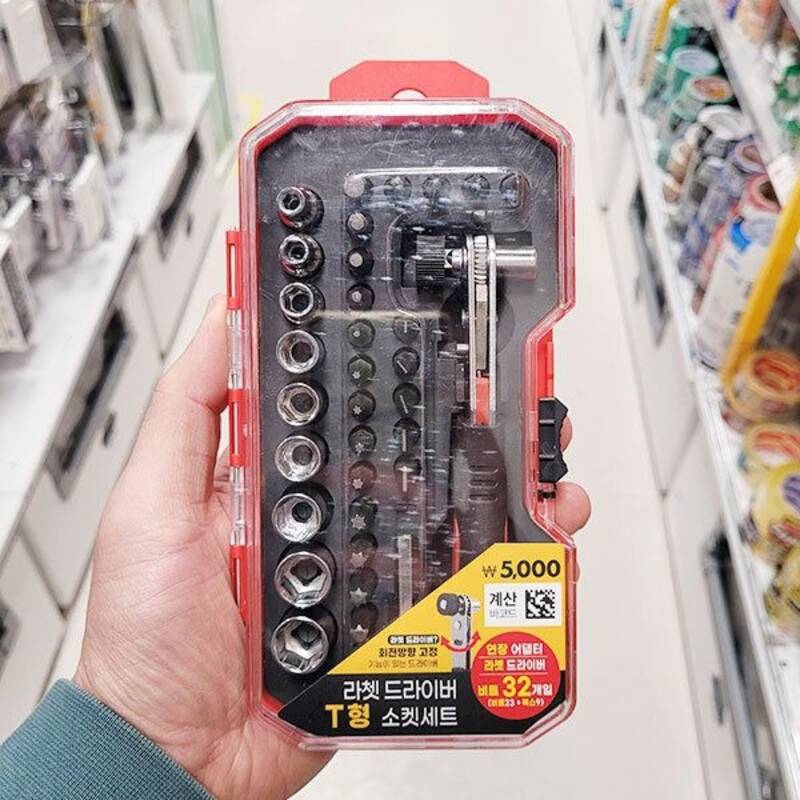 ₩ 5,000
계산
바코드
라쳇 드라이버?
회전방향 고정
기능이 있는 드라이버
연장 어댑터
라쳇 드라이버
비트 32개입
(비트23+복스9)
라쳇 드라이버
T형 소켓세트